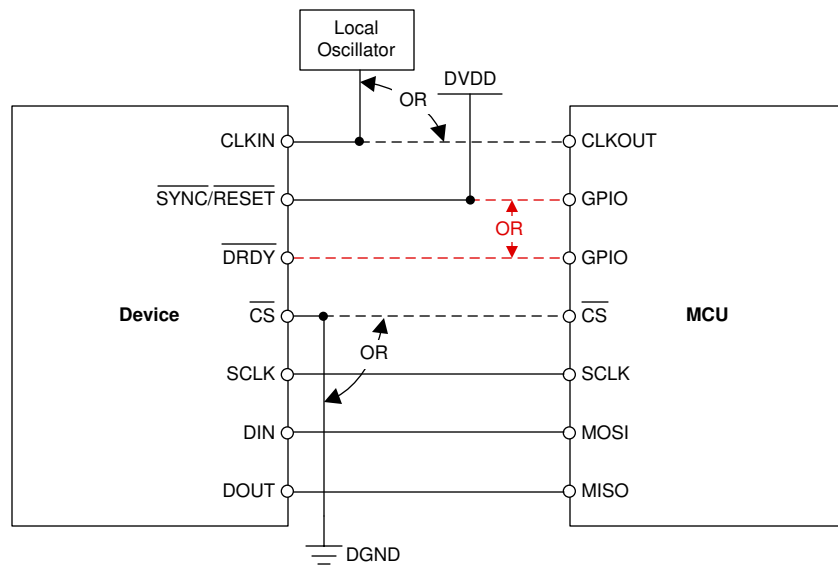 Local
Oscillator
OR
DVDD
CLKIN
CLKOUT
SYNC/RESET
GPIO
OR
DRDY
GPIO
Device
CS
CS
MCU
OR
SCLK
SCLK
DIN
MOSI
DOUT
MISO
DGND